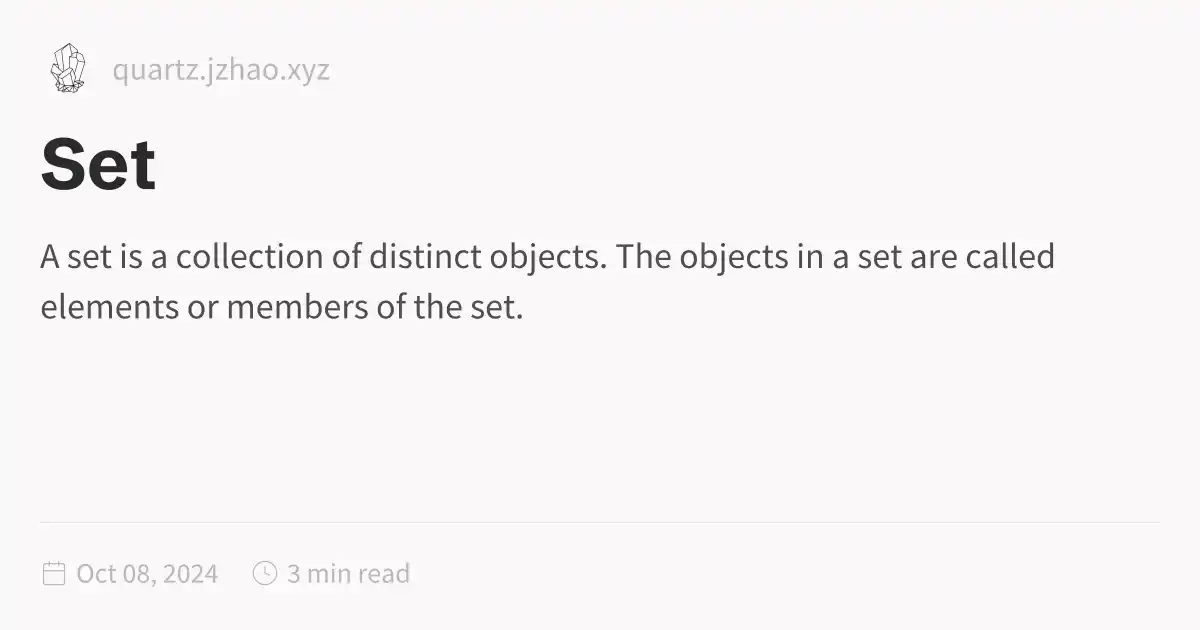 quartz.jzhao.xyz
Set
A set is a collection of distinct objects. The objects in a set are called
elements or members of the set.
Oct 08, 2024 3 min read